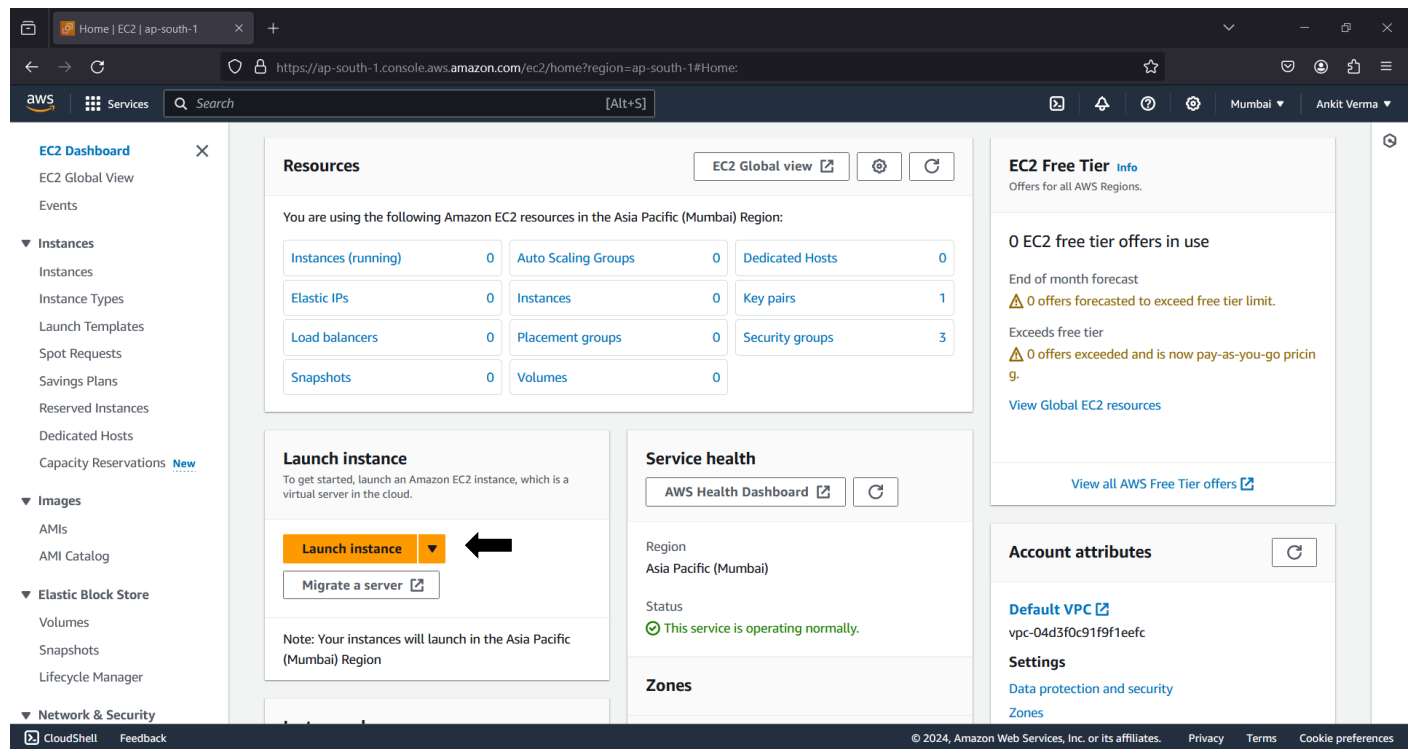 Home | EC2 | ap-south-1
https://ap-south-1.console.aws.amazon.com/ec2/home?region=ap-south-1#Home:
aws
Services
Search
[Alt+S]
Mumbai
Ankit Verma
EC2 Dashboard
EC2 Global View
Events
Instances
Instances
Instance Types
Launch Templates
Spot Requests
Savings Plans
Reserved Instances
Dedicated Hosts
Capacity Reservations New
Images
AMIs
AMI Catalog
Elastic Block Store
Volumes
Snapshots
Lifecycle Manager
Network & Security
Resources
EC2 Global view
You are using the following Amazon EC2 resources in the Asia Pacific (Mumbai) Region:
Instances (running) 0
Auto Scaling Groups 0
Dedicated Hosts 0
Elastic IPs 0
Instances 0
Key pairs 1
Load balancers 0
Placement groups 0
Security groups 3
Snapshots 0
Volumes 0
Launch instance
To get started, launch an Amazon EC2 instance, which is a
virtual server in the cloud.
Launch instance
Migrate a server
Note: Your instances will launch in the Asia Pacific
(Mumbai) Region
Service health
AWS Health Dashboard
Region
Asia Pacific (Mumbai)
Status
This service is operating normally.
Zones
EC2 Free Tier Info
Offers for all AWS Regions.
0 EC2 free tier offers in use
End of month forecast
0 offers forecasted to exceed free tier limit.
Exceeds free tier
0 offers exceeded and is now pay-as-you-go pricin
g.
View Global EC2 resources
View all AWS Free Tier offers
Account attributes
Default VPC
vpc-04d3f0c91f9f1eefc
Settings
Data protection and security
Zones
CloudShell
Feedback
© 2024, Amazon Web Services, Inc. or its affiliates.
Privacy
Terms
Cookie preferences